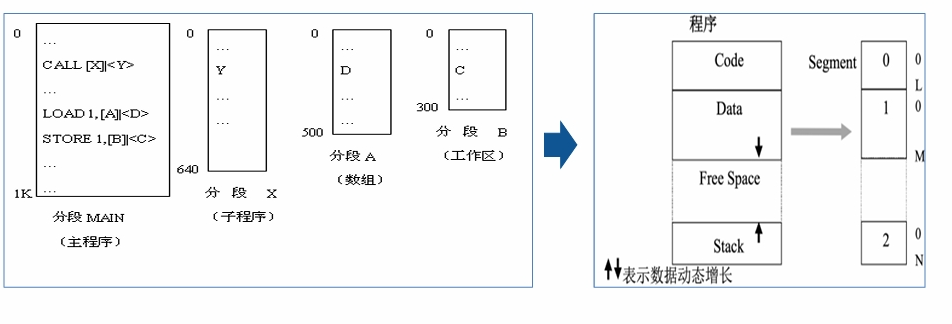 0
…
CALL [X]|<Y>
…
LOAD 1,[A]|<D>
STORE 1,[B]|<C>
…
…
1K
分段 MAIN
(主程序)
0
…
Y
…
…
640
分 段 X
(子程序)
0
…
D
…
500
分段 A
(数组)
0
…
C
…
300
分 段 B
(工作区)
程序
Code
Data
Free Space
Stack
表示数据动态增长
Segment
0
0
L
1
0
M
2
0
N